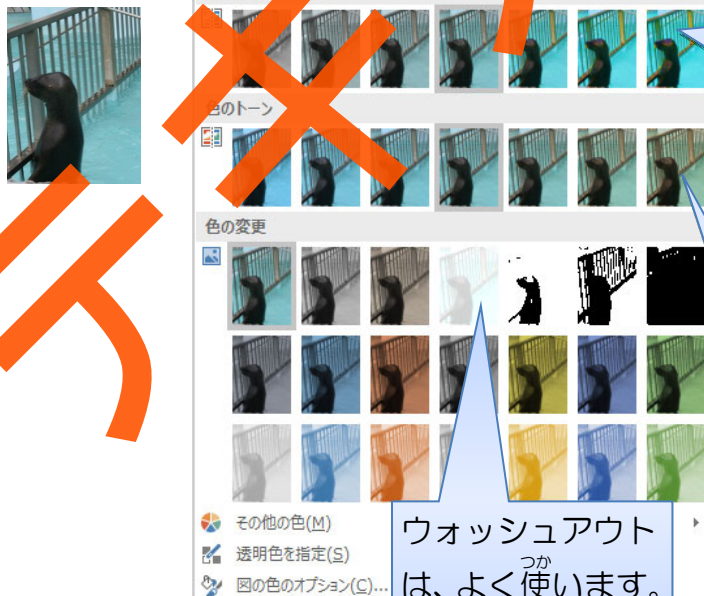 色のトーン
色の変更
その他の色(M)
透明色を指定(S)
図の色のオプション(C)...
ウォッシュアウト
は、よく使います。
つか